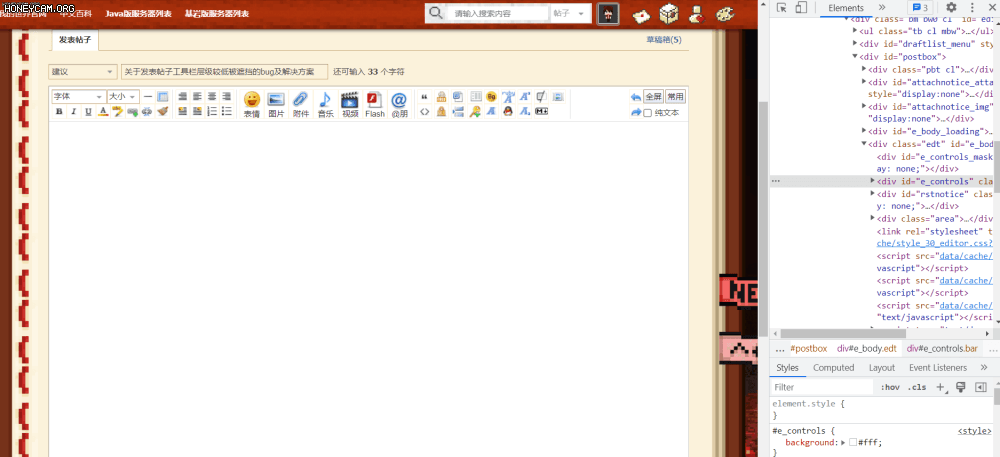 HONEYCAM.ORG
我的世界官网 中文百科 Java版服务器列表 基岩版服务器列表 请输入搜索内容 帖子
发表帖子 草稿箱(5)
建议 关于发表帖子工具栏层级较低被遮挡的bug及解决方案 还可输入 33 个字符
字体 大小 全屏 常用
B I U A 表情 图片 附件 音乐 视频 Flash @朋 纯文本
NE
Elements 3
<div class="bm bw0 cl" id="edi
<ul class="tb cl mbw">…</ul>
<div id="draftlist_menu" sty
<div id="postbox">
<div class="pbt cl">…</div>
<div id="attachnotice_atta
style="display:none">…</div>
<div id="attachnotice_img"
"display:none">…</div>
<div id="e_body_loading">…
<div class="edt" id="e_bod
<div id="e_controls_mask
ay: none;"></div>
<div id="e_controls" cla
<div id="rstnotice" clas
y: none;">…</div>
<div class="area">…</div>
<link rel="stylesheet" t
che/style_30_editor.css?
<script src="data/cache/
vascript"></script>
<script src="data/cache/
vascript"></script>
<script src="data/cache/
"text/javascript"></scri
… #postbox div#e_body.edt div#e_controls.bar …
Styles Computed Layout Event Listeners
Filter :hov .cls
element.style {
}
#e_controls { <style>
background: #fff;
}